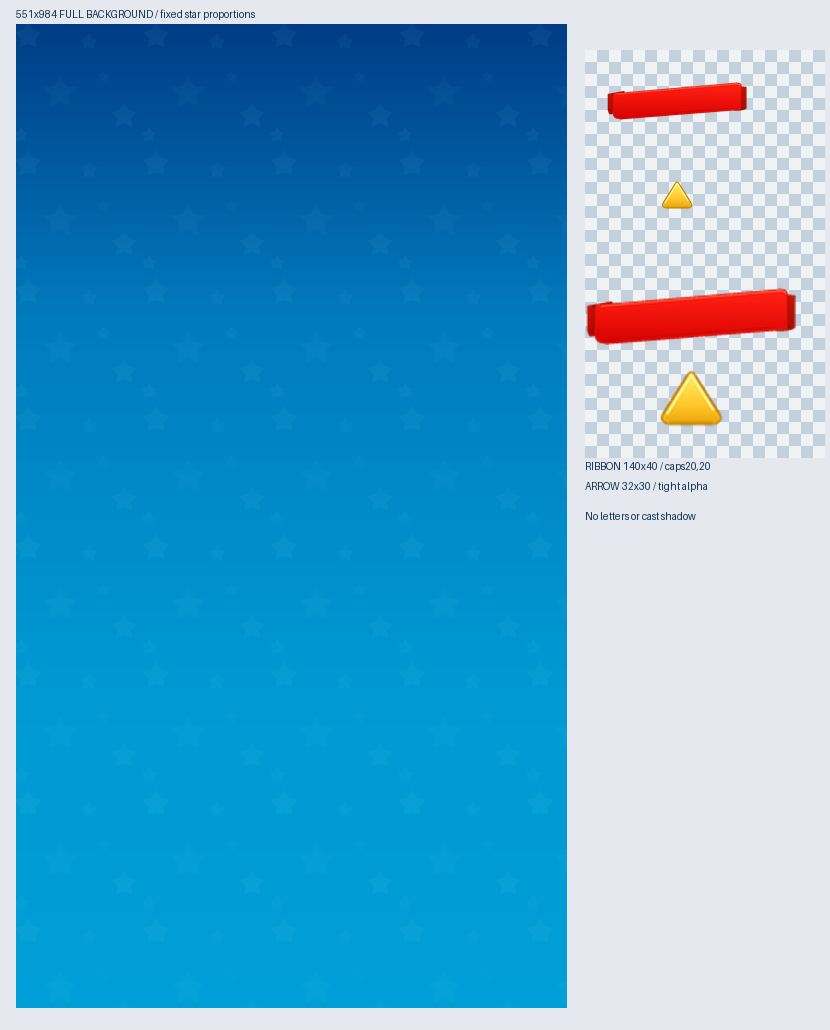 551x984 FULL BACKGROUND / fixed star proportions
RIBBON 140x40 / caps20,20
ARROW 32x30 / tight alpha
No letters or cast shadow